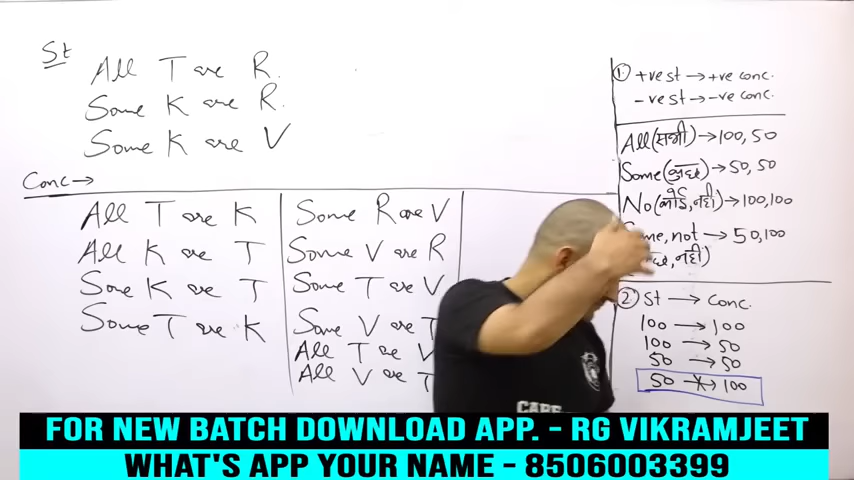 St
All T are R.
Some K are R.
Some K are V
Conc→
All T are K
All K are T
Some K are T
Some T are K
Some R are V
Some V are R
Some T are V
Some V are T
All T are V
All V are T
① +ve st → +ve conc.
-ve st → -ve conc.
All (सभी) → 100, 50
Some (कुछ) → 50, 50
No (कोई, नहीं) → 100, 100
me, not → 50, 100
नहीं)
② St → Conc.
100 → 100
100 → 50
50 → 50
50 → 100
CARE
FOR NEW BATCH DOWNLOAD APP. - RG VIKRAMJEET
WHAT'S APP YOUR NAME - 8506003399